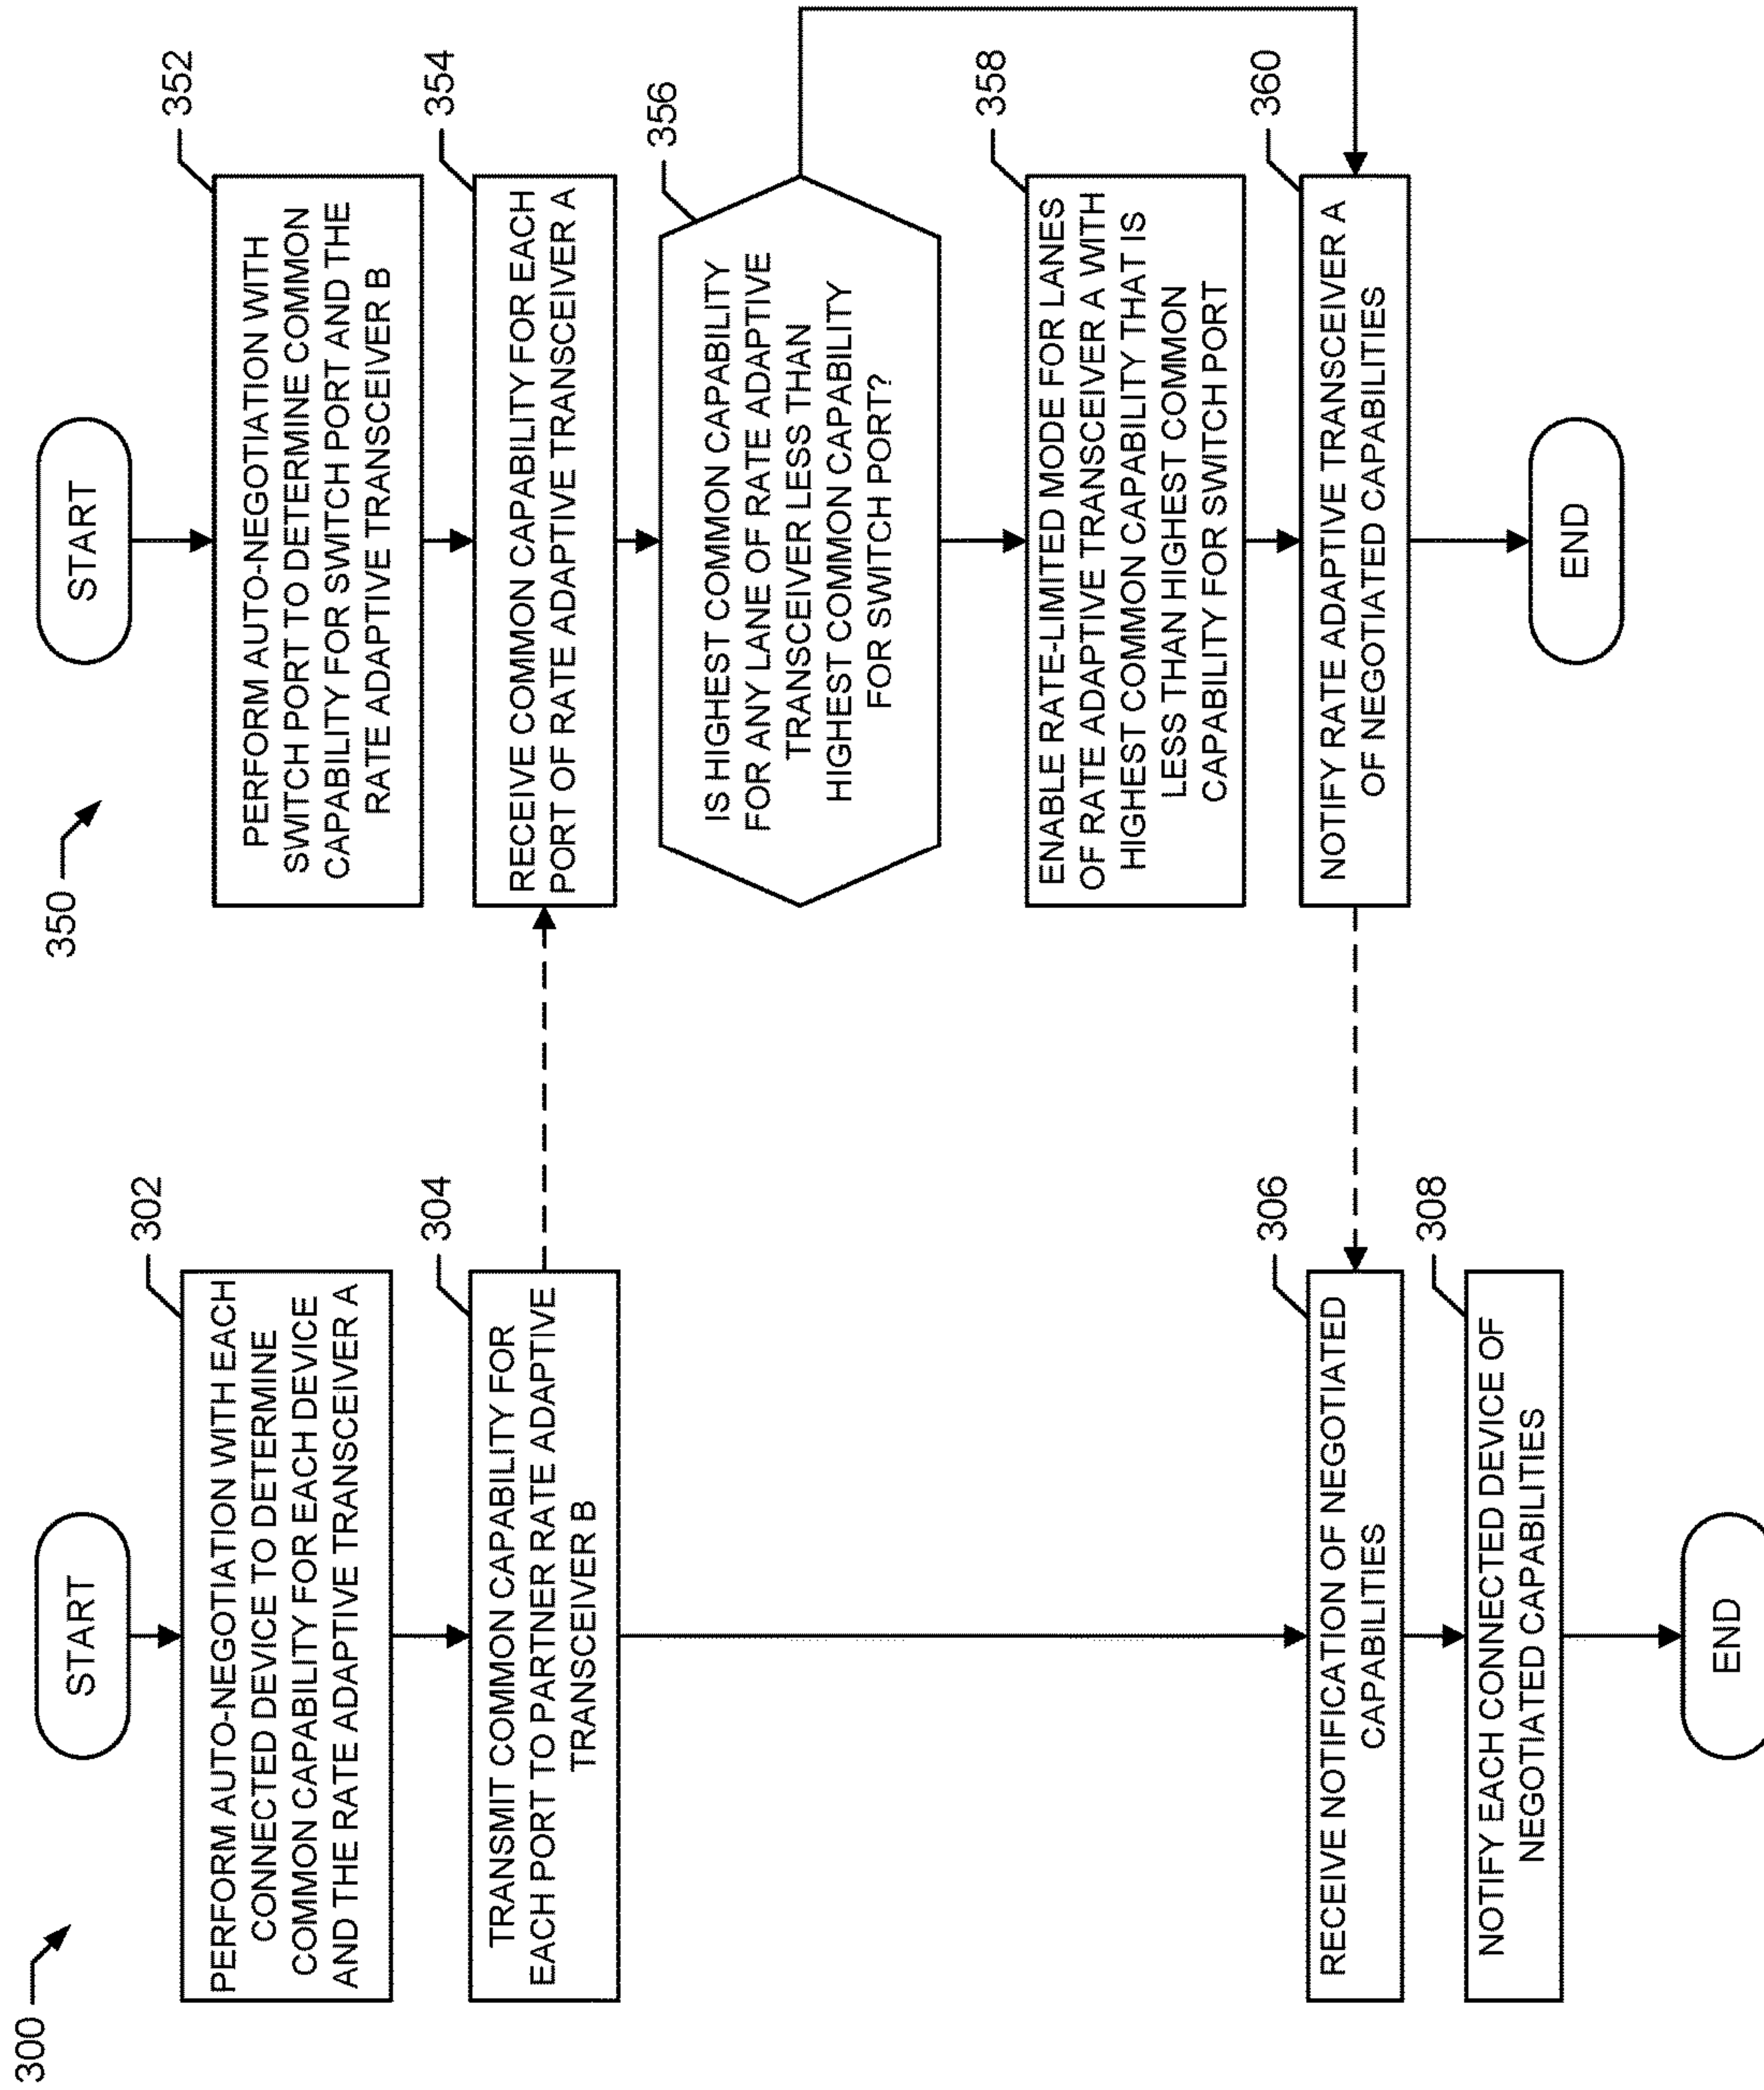 300
START
302
PERFORM AUTO-NEGOTIATION WITH EACH
CONNECTED DEVICE TO DETERMINE
COMMON CAPABILITY FOR EACH DEVICE
AND THE RATE ADAPTIVE TRANSCEIVER A
304
TRANSMIT COMMON CAPABILITY FOR
EACH PORT TO PARTNER RATE ADAPTIVE
TRANSCEIVER B
306
RECEIVE NOTIFICATION OF NEGOTIATED
CAPABILITIES
308
NOTIFY EACH CONNECTED DEVICE OF
NEGOTIATED CAPABILITIES
END
350
START
352
PERFORM AUTO-NEGOTIATION WITH
SWITCH PORT TO DETERMINE COMMON
CAPABILITY FOR SWITCH PORT AND THE
RATE ADAPTIVE TRANSCEIVER B
354
RECEIVE COMMON CAPABILITY FOR EACH
PORT OF RATE ADAPTIVE TRANSCEIVER A
356
IS HIGHEST COMMON CAPABILITY
FOR ANY LANE OF RATE ADAPTIVE
TRANSCEIVER LESS THAN
HIGHEST COMMON CAPABILITY
FOR SWITCH PORT?
358
ENABLE RATE-LIMITED MODE FOR LANES
OF RATE ADAPTIVE TRANSCEIVER A WITH
HIGHEST COMMON CAPABILITY THAT IS
LESS THAN HIGHEST COMMON
CAPABILITY FOR SWITCH PORT
360
NOTIFY RATE ADAPTIVE TRANSCEIVER A
OF NEGOTIATED CAPABILITIES
END